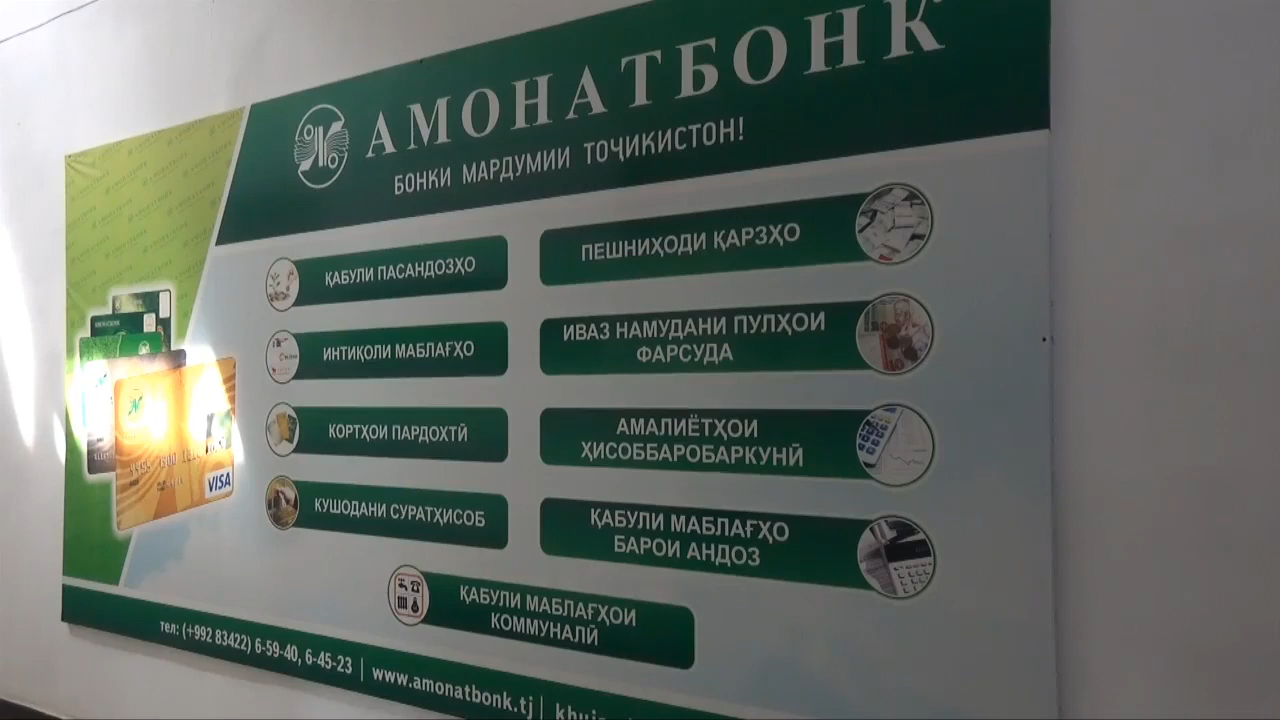 АМОНАТБОНК
БОНКИ МАРДУМИИ ТОҶИКИСТОН!
ҚАБУЛИ ПАСАНДОЗҲО
ИНТИҚОЛИ МАБЛАҒҲО
КОРТҲОИ ПАРДОХТӢ
КУШОДАНИ СУРАТҲИСОБ
ПЕШНИҲОДИ ҚАРЗҲО
ИВАЗ НАМУДАНИ ПУЛҲОИ
ФАРСУДА
АМАЛИЁТҲОИ
ҲИСОББАРОБАРКУНӢ
ҚАБУЛИ МАБЛАҒҲО
БАРОИ АНДОЗ
ҚАБУЛИ МАБЛАҒҲОИ
КОММУНАЛӢ
VISA
тел: (+992 83422) 6-59-40, 6-45-23 | www.amonatbonk.tj |